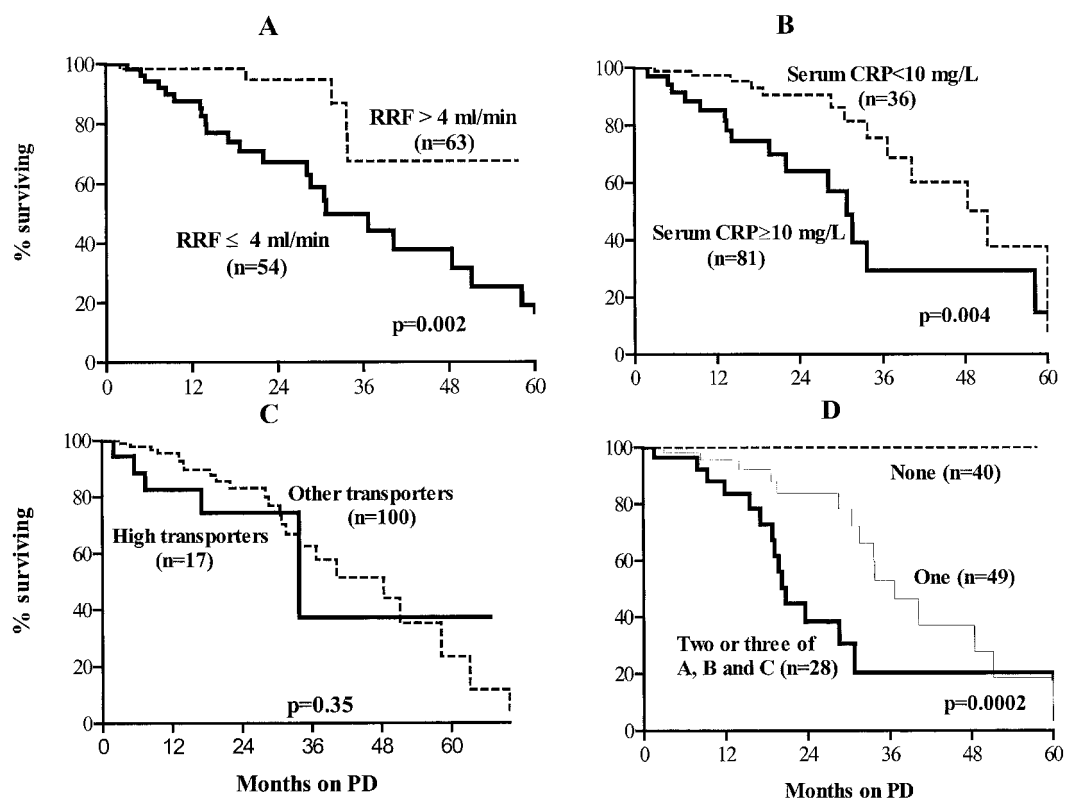 A
% surviving
100
80
60
40
20
0
RRF > 4 ml/min
(n=63)
RRF ≤ 4 ml/min
(n=54)
p=0.002
0 12 24 36 48 60
B
100
80
60
40
20
0
Serum CRP<10 mg/L
(n=36)
Serum CRP≥10 mg/L
(n=81)
p=0.004
0 12 24 36 48 60
C
% surviving
100
80
60
40
20
0
Other transporters
(n=100)
High transporters
(n=17)
p=0.35
0 12 24 36 48 60
Months on PD
D
100
80
60
40
20
0
None (n=40)
One (n=49)
Two or three of
A, B and C (n=28)
p=0.0002
0 12 24 36 48 60
Months on PD